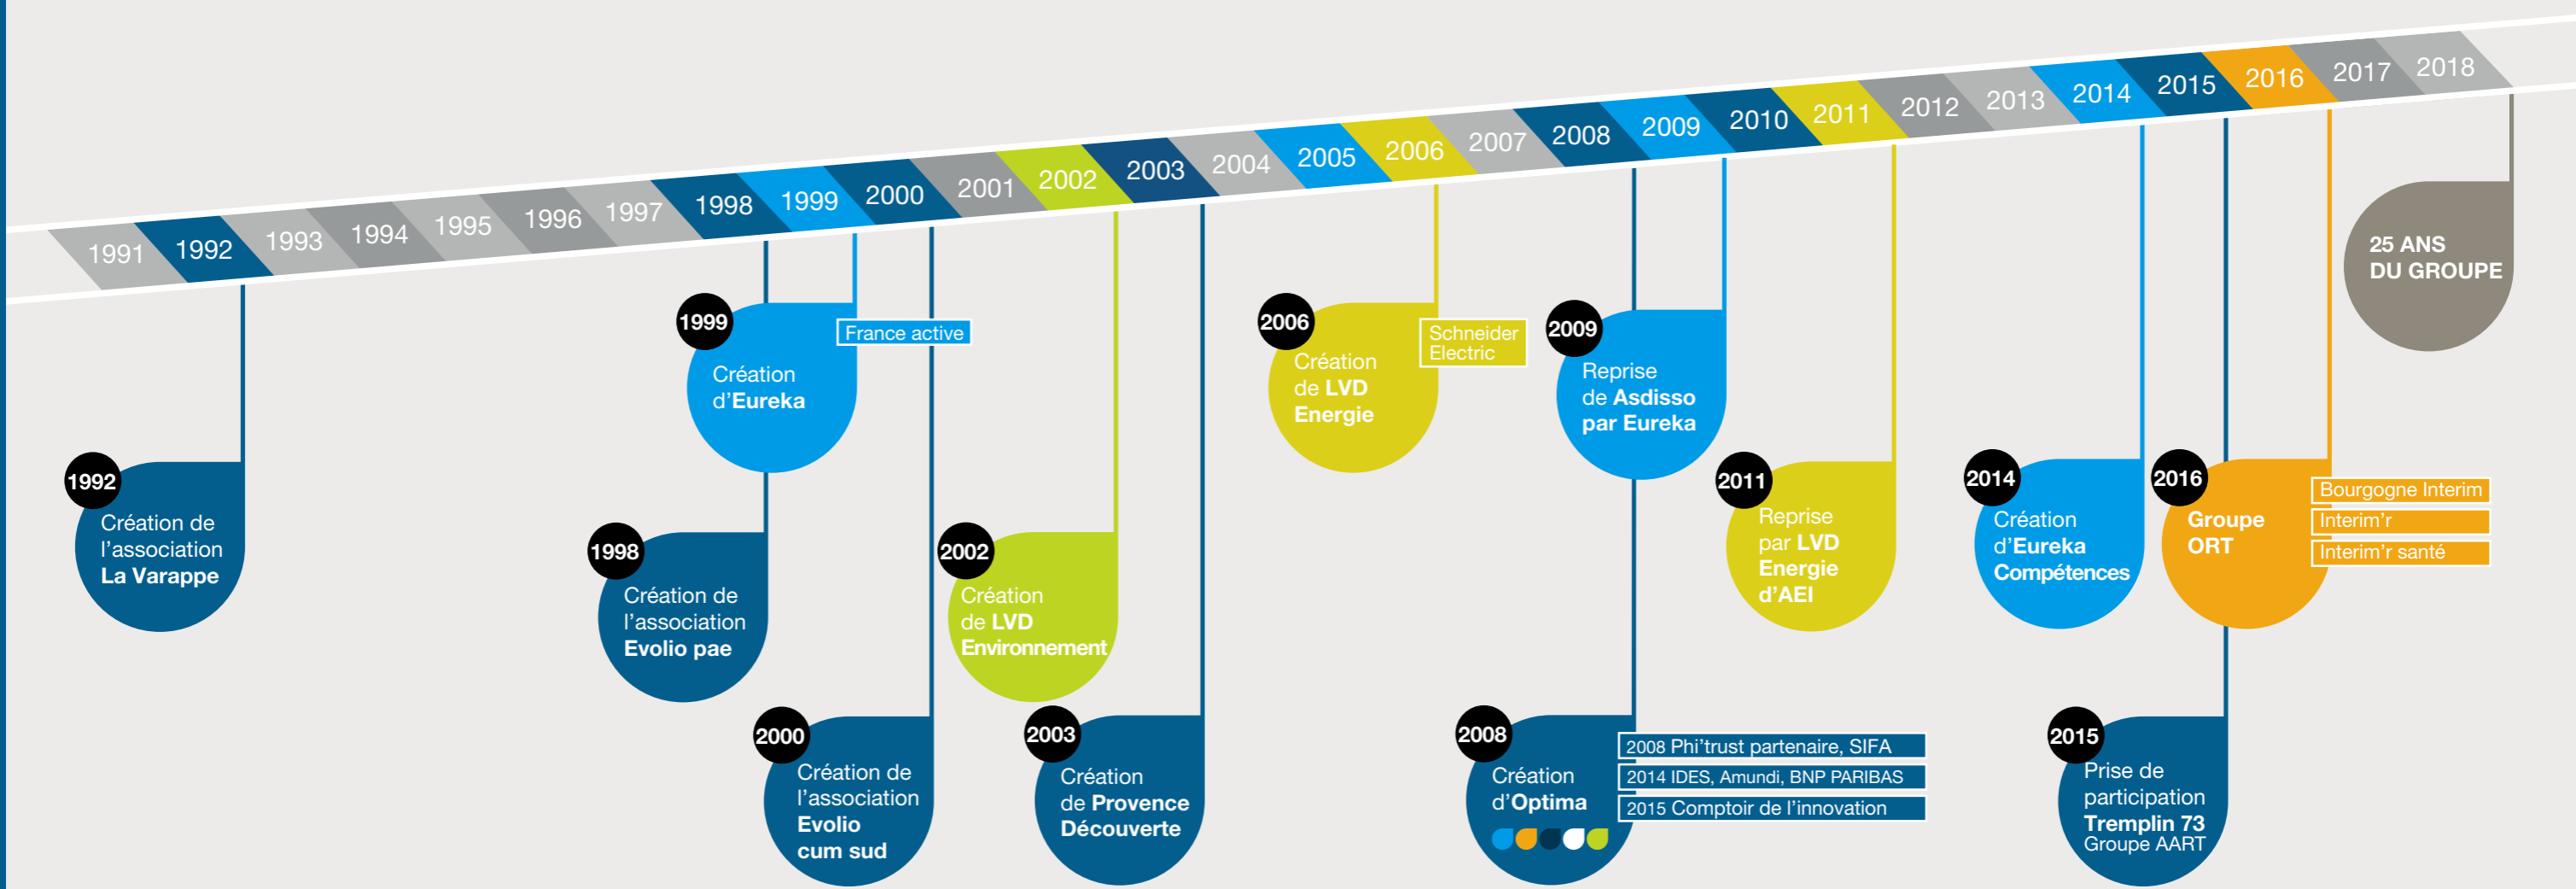 1991
1992
1993
1994
1995
1996
1997
1998
1999
2000
2001
2002
2003
2004
2005
2006
2007
2008
2009
2010
2011
2012
2013
2014
2015
2016
2017
2018
1992
Création de
l'association
La Varappe
1998
Création de
l'association
Evolio pae
1999
Création
d'Eureka
France active
2000
Création de
l'association
Evolio
cum sud
2002
Création
de LVD
Environnement
2003
Création
de Provence
Découverte
2006
Création
de LVD
Energie
Schneider
Electric
2008
Création
d'Optima
2008 Phi'trust partenaire, SIFA
2014 IDES, Amundi, BNP PARIBAS
2015 Comptoir de l'innovation
2009
Reprise
de Asdisso
par Eureka
2011
Reprise
par LVD
Energie
d'AEI
2014
Création
d'Eureka
Compétences
2015
Prise de
participation
Tremplin 73
Groupe AART
2016
Groupe
ORT
Bourgogne Interim
Interim'r
Interim'r santé
25 ANS
DU GROUPE